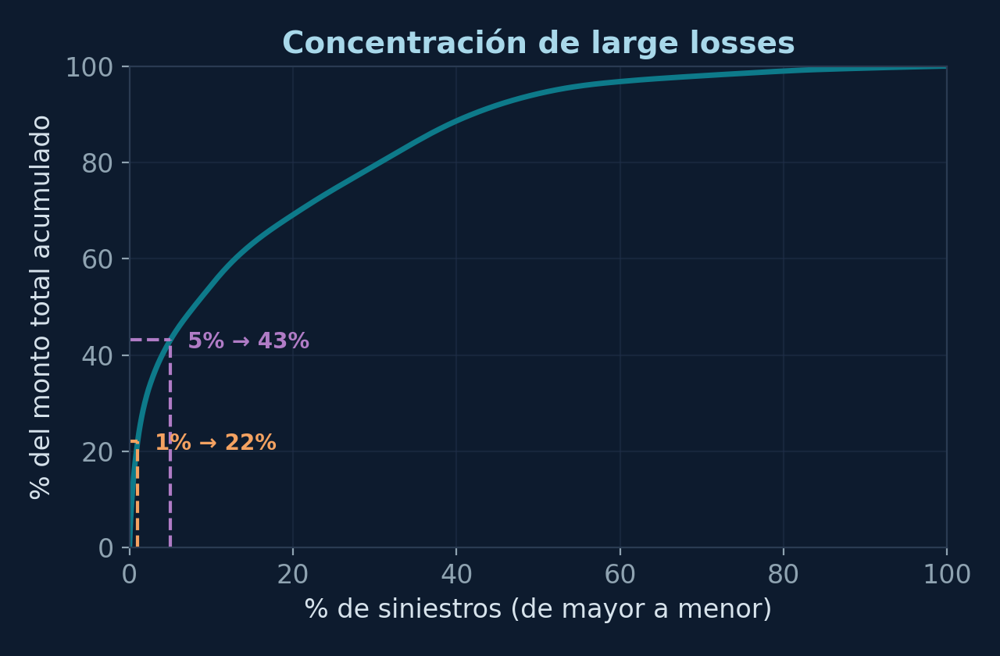 Concentración de large losses
% del monto total acumulado
100
80
60
40
20
0
5% → 43%
1% → 22%
0 20 40 60 80 100
% de siniestros (de mayor a menor)